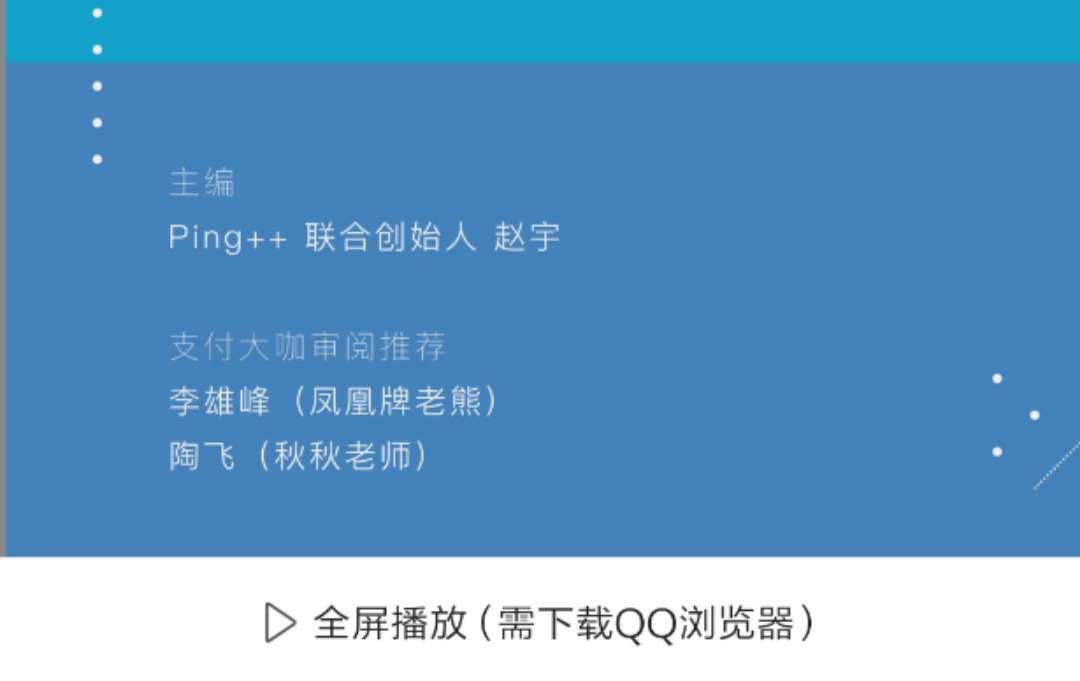 主编
Ping++ 联合创始人 赵宇
支付大咖审阅推荐
李雄峰（凤凰牌老熊）
陶飞（秋秋老师）
全屏播放(需下载QQ浏览器)